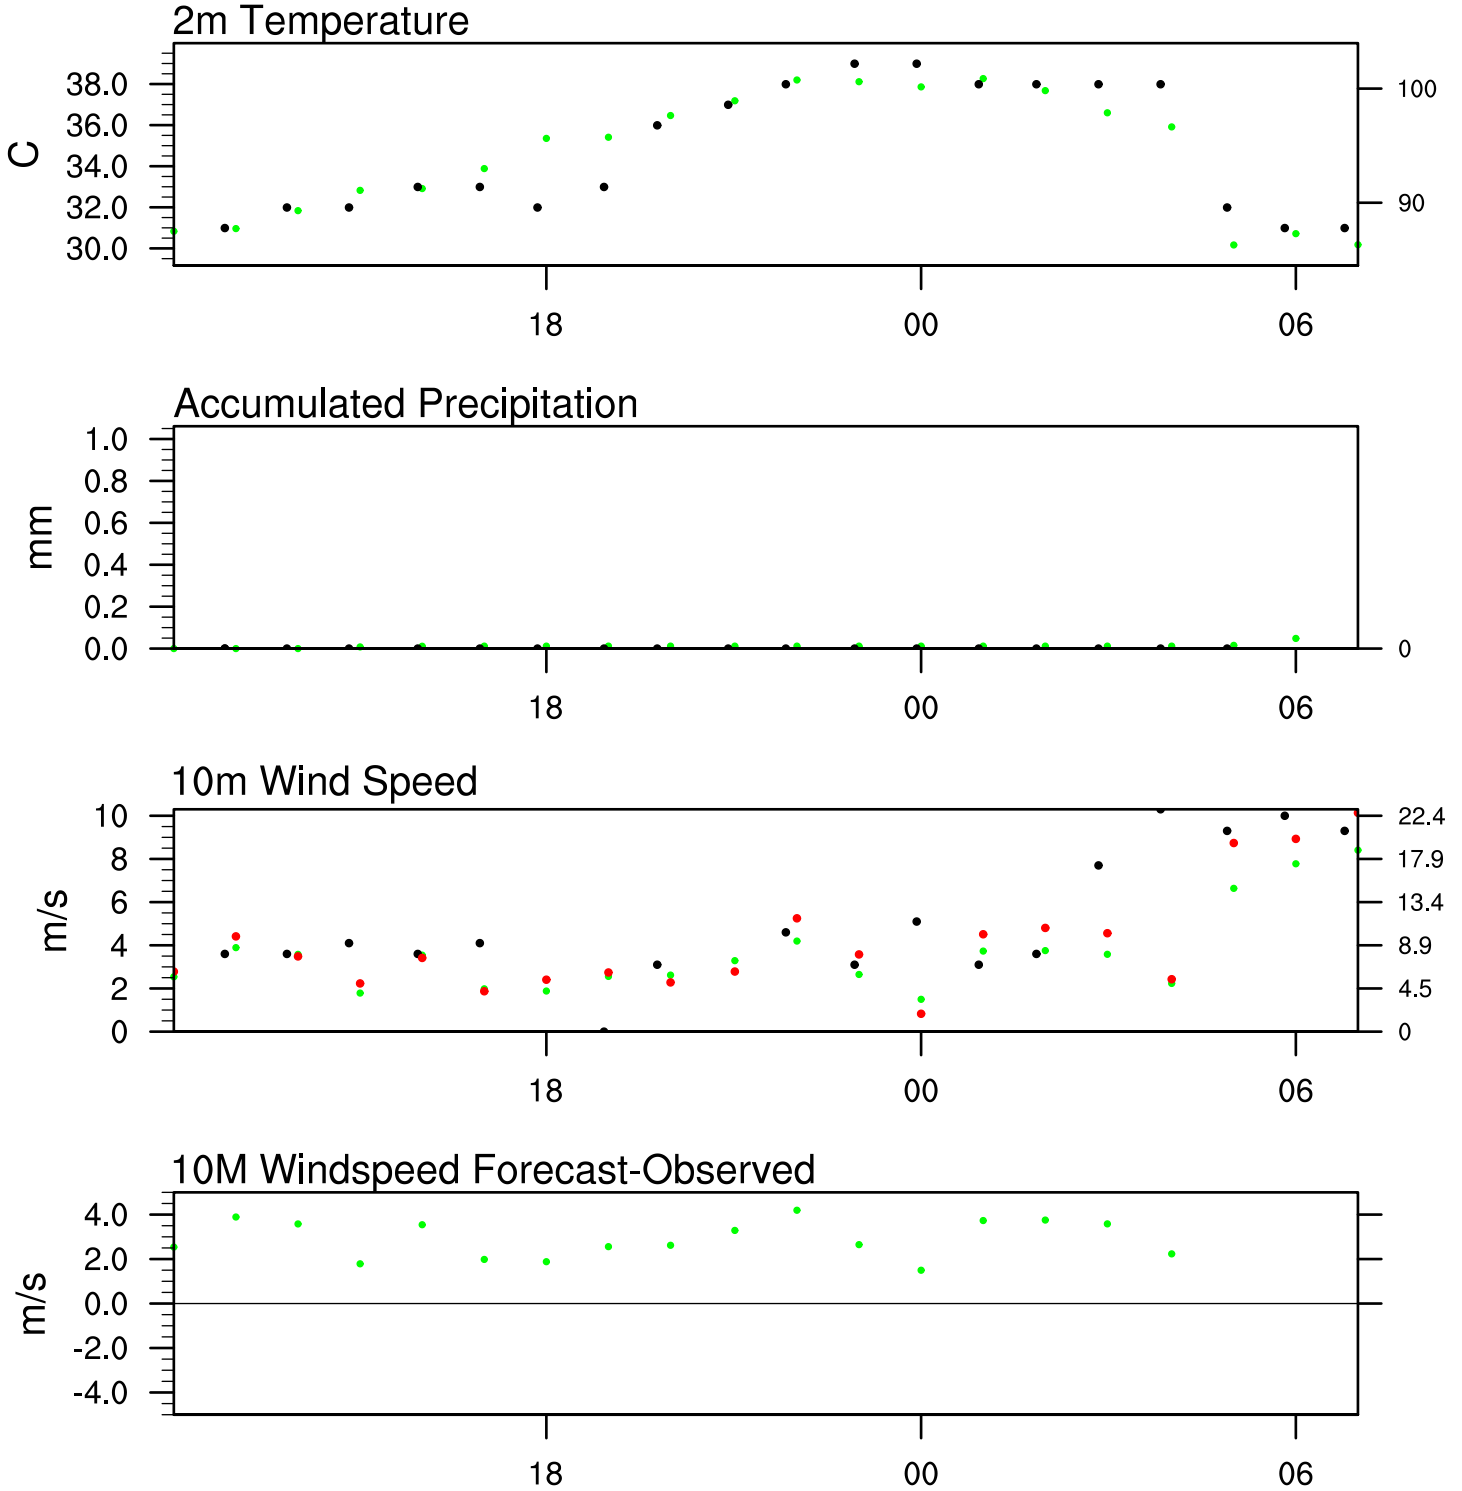 2m Temperature
38.0
36.0
34.0
32.0
30.0
C
100
90
18 00 06
Accumulated Precipitation
1.0
0.8
0.6
0.4
0.2
0.0
mm
0
18 00 06
10m Wind Speed
10
8
6
4
2
0
m/s
22.4
17.9
13.4
8.9
4.5
0
18 00 06
10M Windspeed Forecast-Observed
4.0
2.0
0.0
-2.0
-4.0
m/s
18 00 06